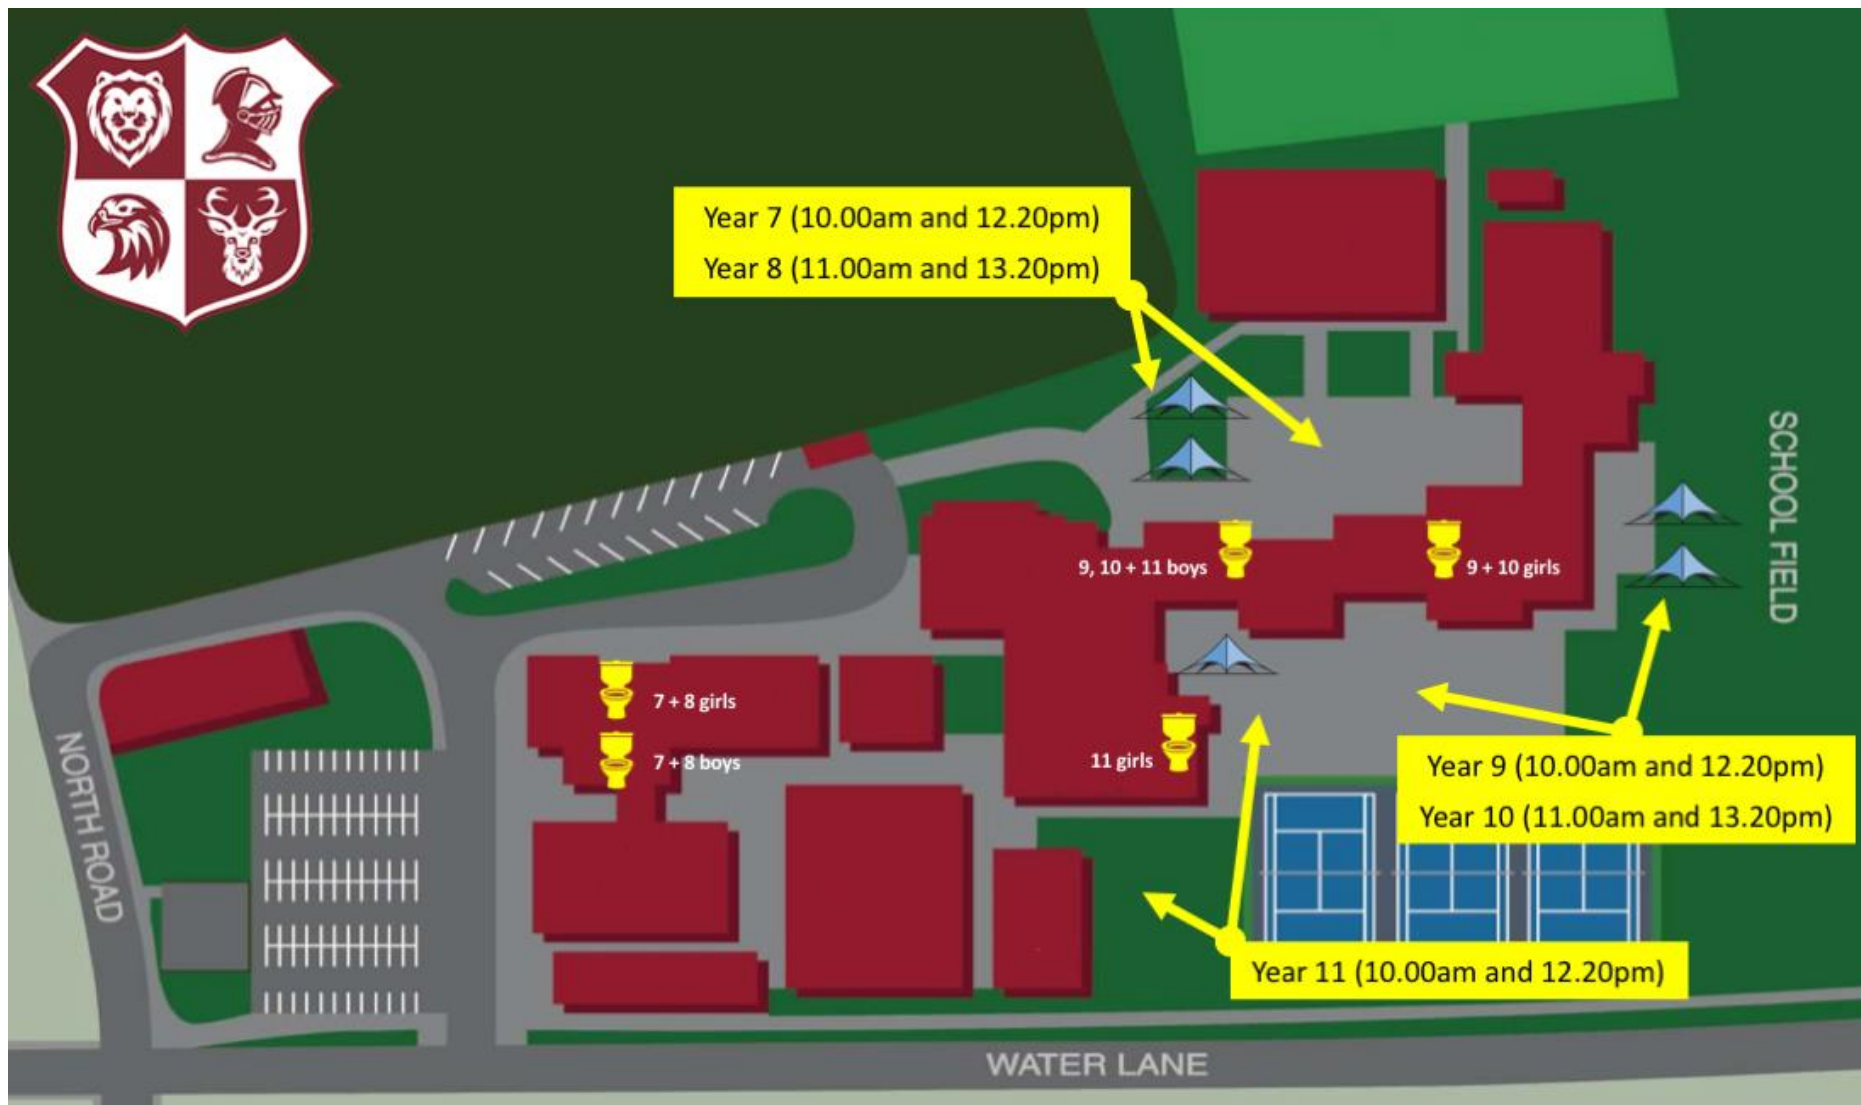 Year 7 (10.00am and 12.20pm)
Year 8 (11.00am and 13.20pm)
SCHOOL FIELD
9, 10 + 11 boys
9 + 10 girls
7 + 8 girls
7 + 8 boys
11 girls
NORTH ROAD
Year 9 (10.00am and 12.20pm)
Year 10 (11.00am and 13.20pm)
Year 11 (10.00am and 12.20pm)
WATER LANE